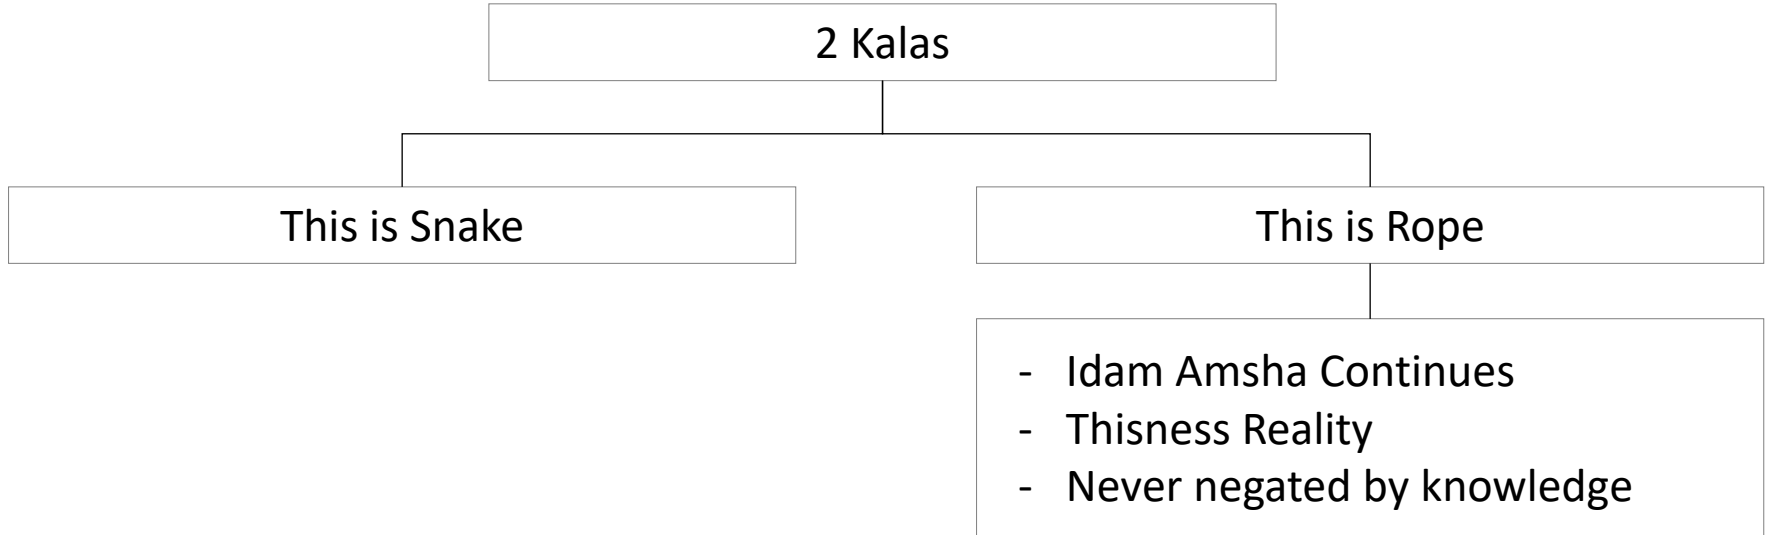 2 Kalas
This is Snake
This is Rope
- Idam Amsha Continues
- Thisness Reality
- Never negated by knowledge